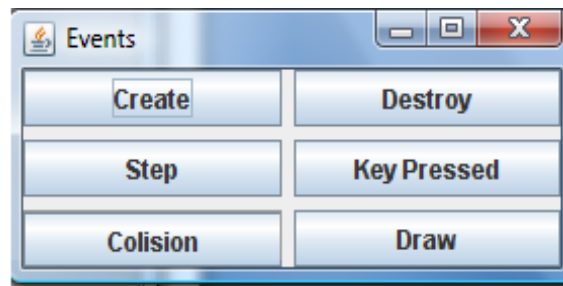 Events
Create Destroy
Step Key Pressed
Colision Draw